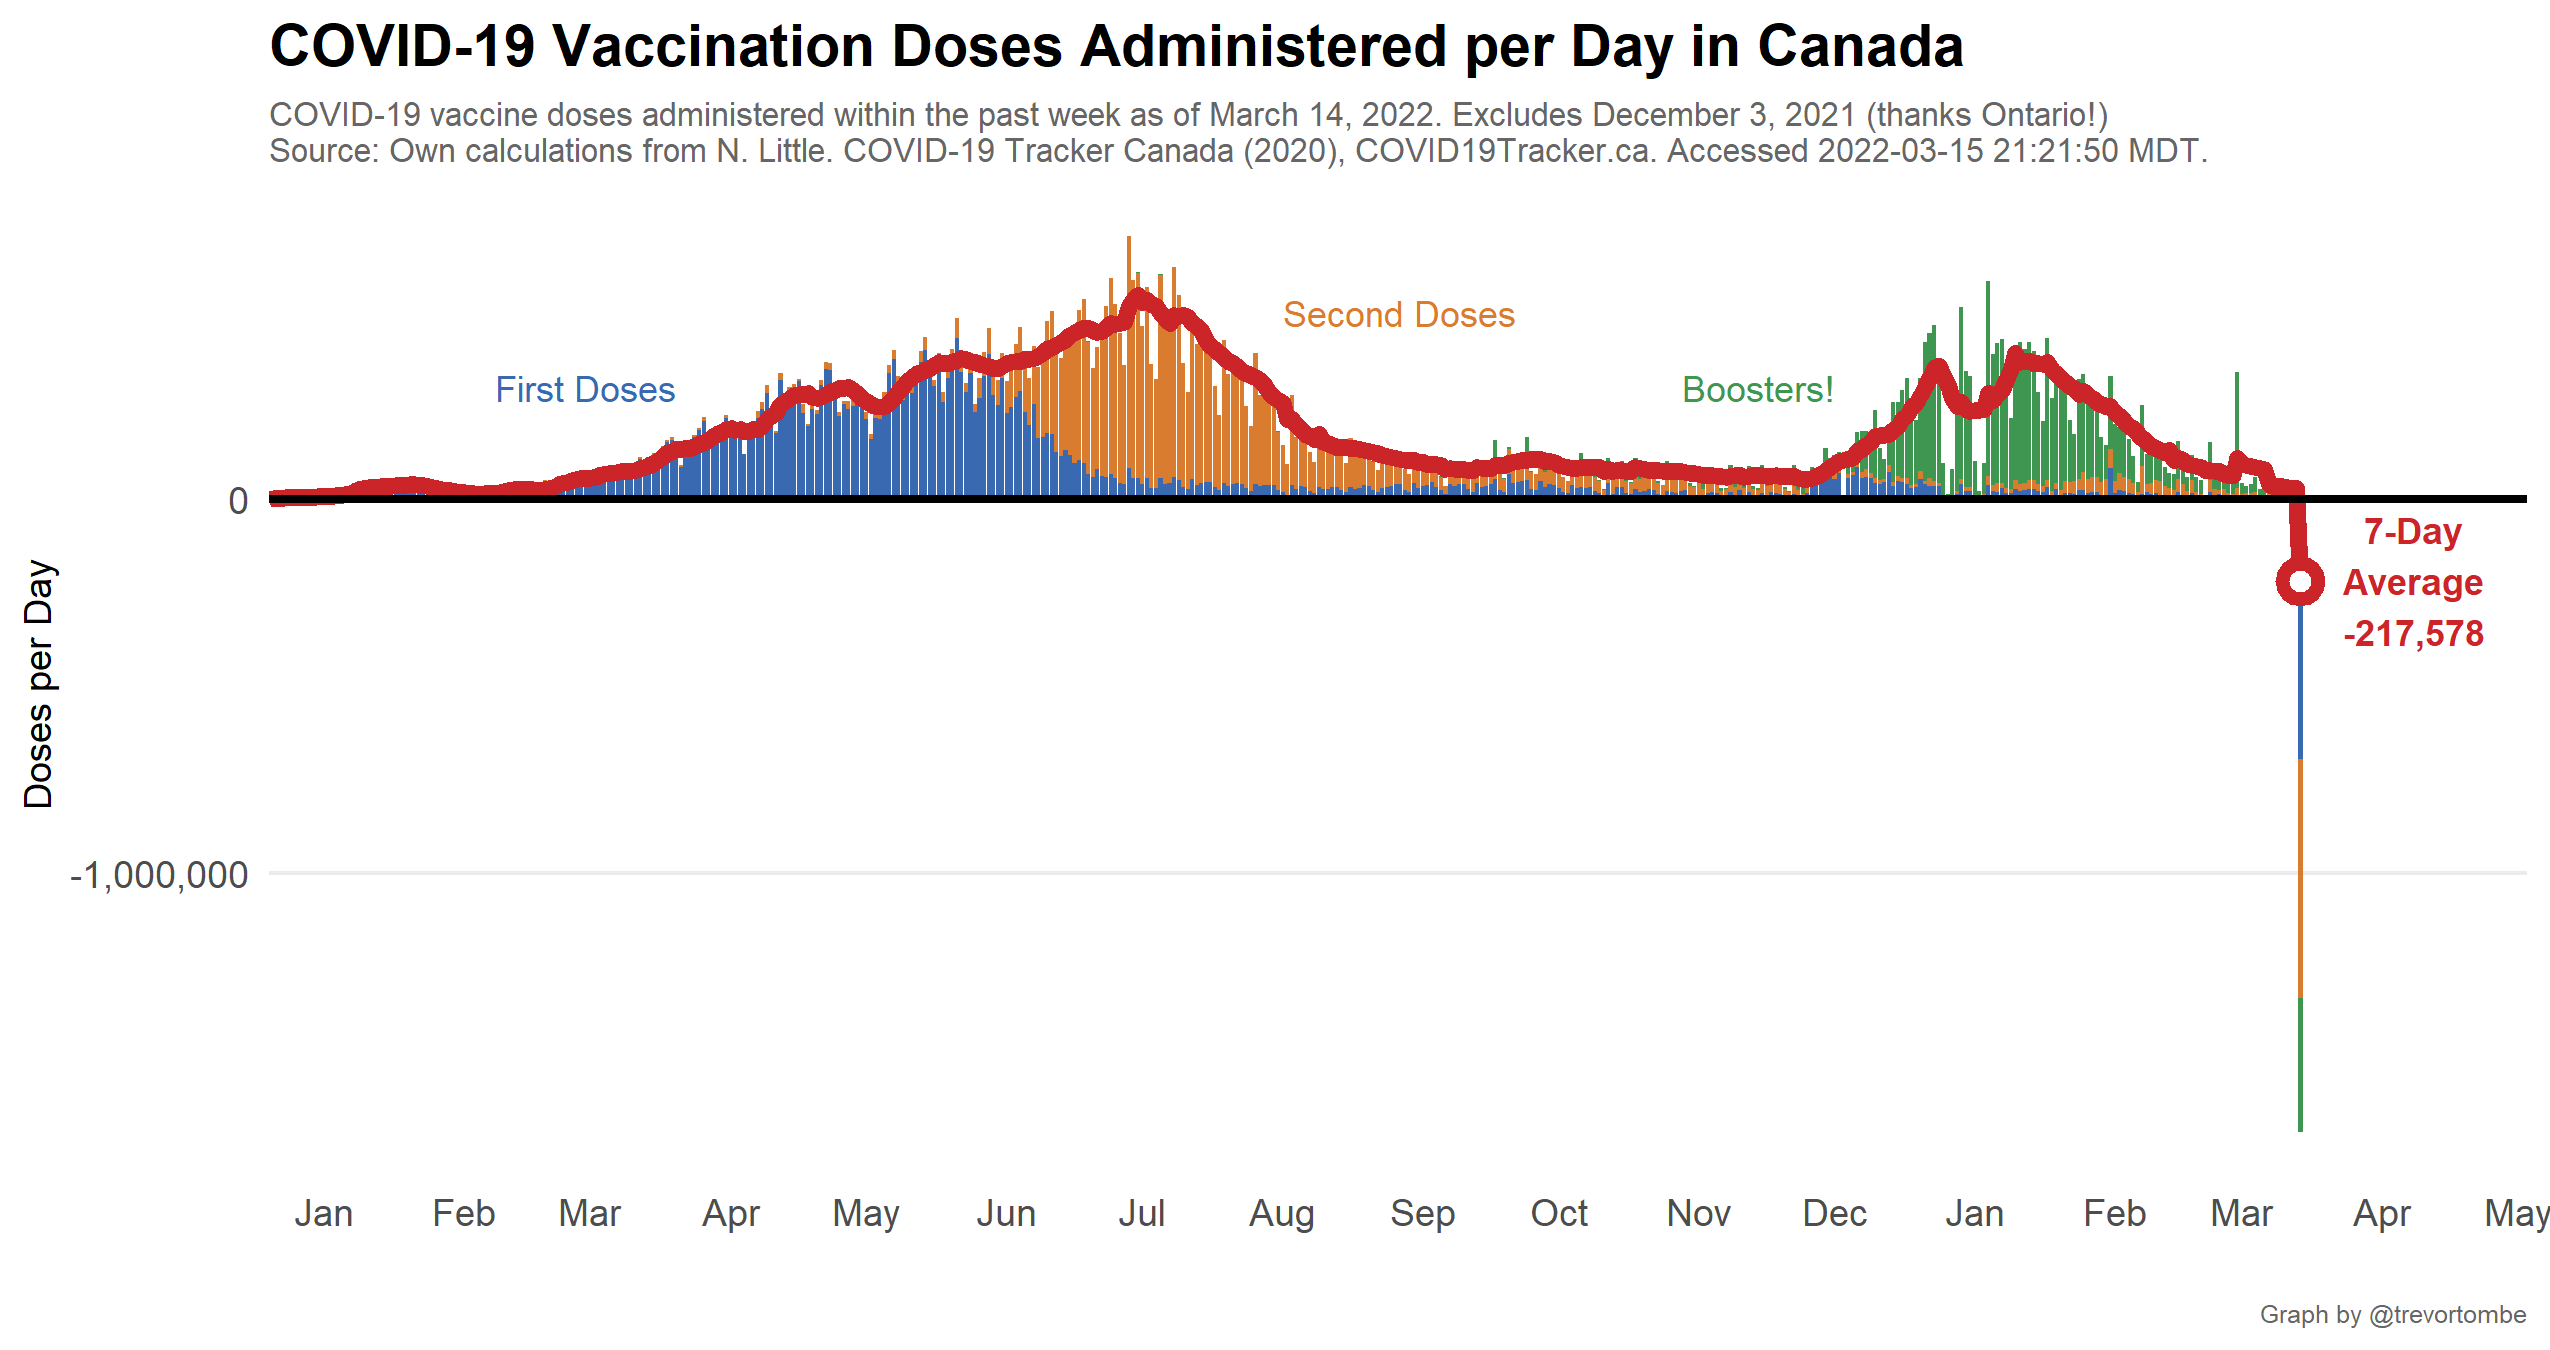 COVID-19 Vaccination Doses Administered per Day in Canada
COVID-19 vaccine doses administered within the past week as of March 14, 2022. Excludes December 3, 2021 (thanks Ontario!)
Source: Own calculations from N. Little. COVID-19 Tracker Canada (2020), COVID19Tracker.ca. Accessed 2022-03-15 21:21:50 MDT.
Second Doses
First Doses
Boosters!
0
7-Day
Average
-217,578
Doses per Day
-1,000,000
Jan Feb Mar Apr May Jun Jul Aug Sep Oct Nov Dec Jan Feb Mar Apr May
Graph by @trevortombe